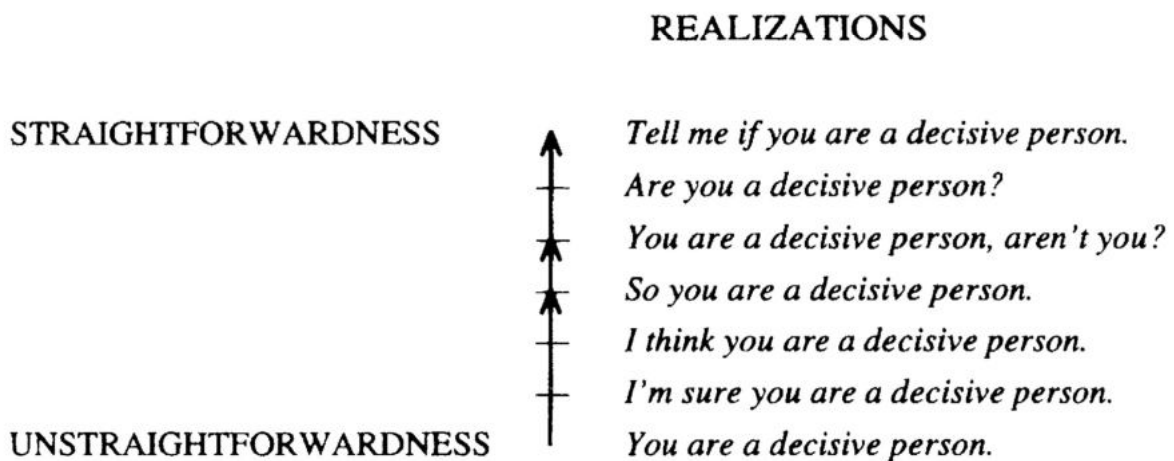 REALIZATIONS
STRAIGHTFORWARDNESS Tell me if you are a decisive person.
Are you a decisive person?
You are a decisive person, aren't you?
So you are a decisive person.
I think you are a decisive person.
I'm sure you are a decisive person.
UNSTRAIGHTFORWARDNESS You are a decisive person.